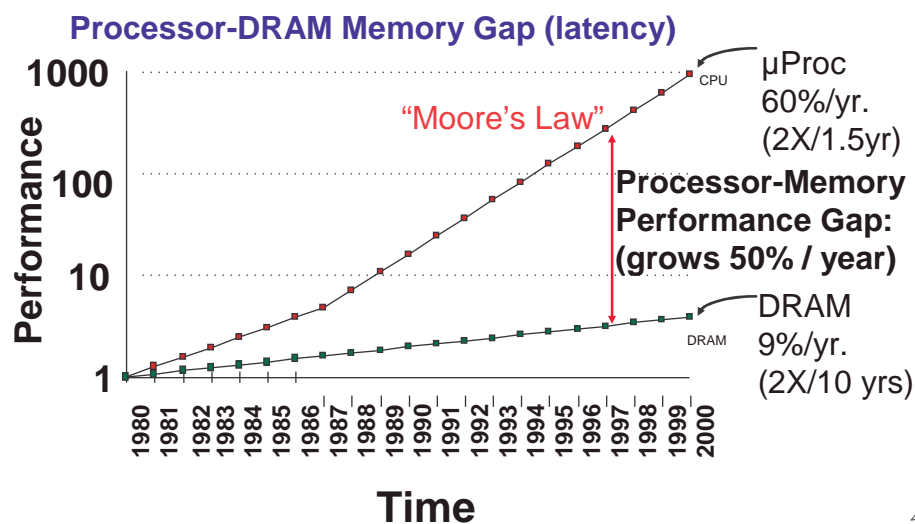 Processor-DRAM Memory Gap (latency)
1000
100
10
1
Performance
CPU
µProc
60%/yr.
(2X/1.5yr)
“Moore’s Law”
Processor-Memory
Performance Gap:
(grows 50% / year)
DRAM
DRAM
9%/yr.
(2X/10 yrs)
1980
1981
1982
1983
1984
1985
1986
1987
1988
1989
1990
1991
1992
1993
1994
1995
1996
1997
1998
1999
2000
Time